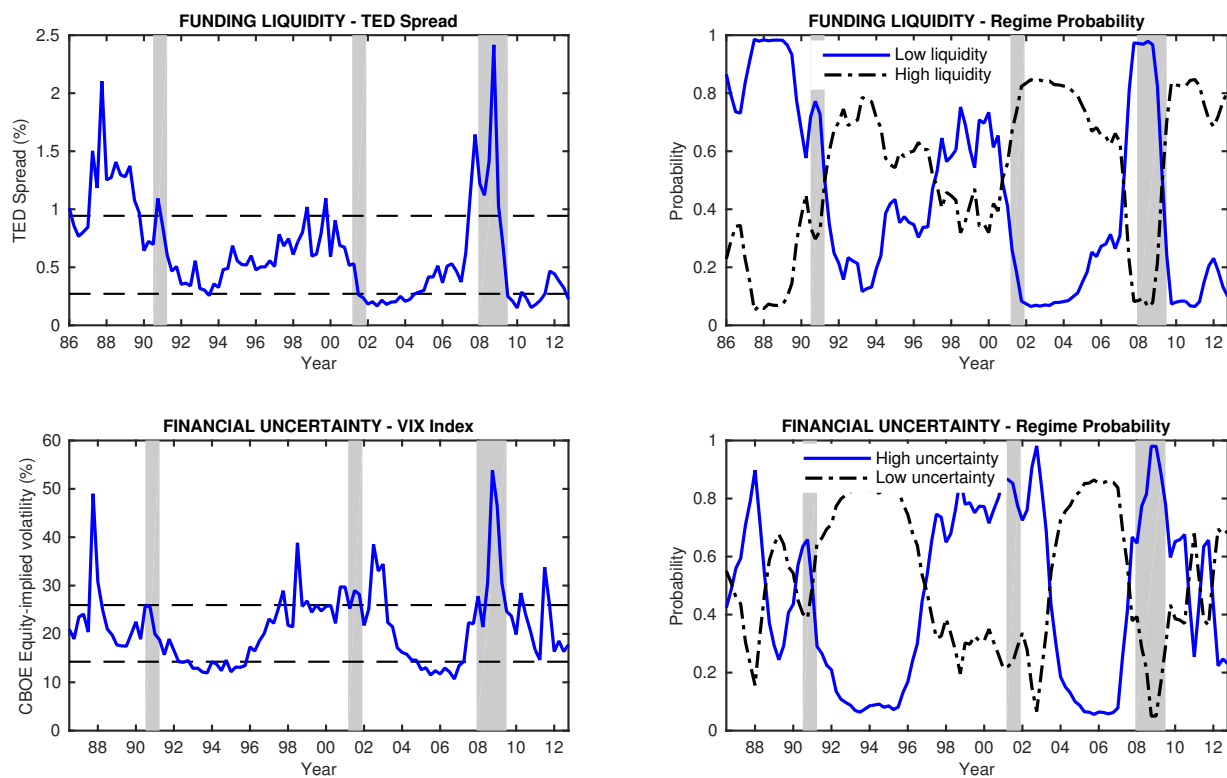 FUNDING LIQUIDITY - TED Spread
TED Spread (%)
2.5
2
1.5
1
0.5
0
86 88 90 92 94 96 98 00 02 04 06 08 10 12
Year
FUNDING LIQUIDITY - Regime Probability
Low liquidity
High liquidity
Probability
1
0.8
0.6
0.4
0.2
0
86 88 90 92 94 96 98 00 02 04 06 08 10 12
Year
FINANCIAL UNCERTAINTY - VIX Index
CBOE Equity-implied volatility (%)
60
50
40
30
20
10
0
88 90 92 94 96 98 00 02 04 06 08 10 12
Year
FINANCIAL UNCERTAINTY - Regime Probability
High uncertainty
Low uncertainty
Probability
1
0.8
0.6
0.4
0.2
0
88 90 92 94 96 98 00 02 04 06 08 10 12
Year